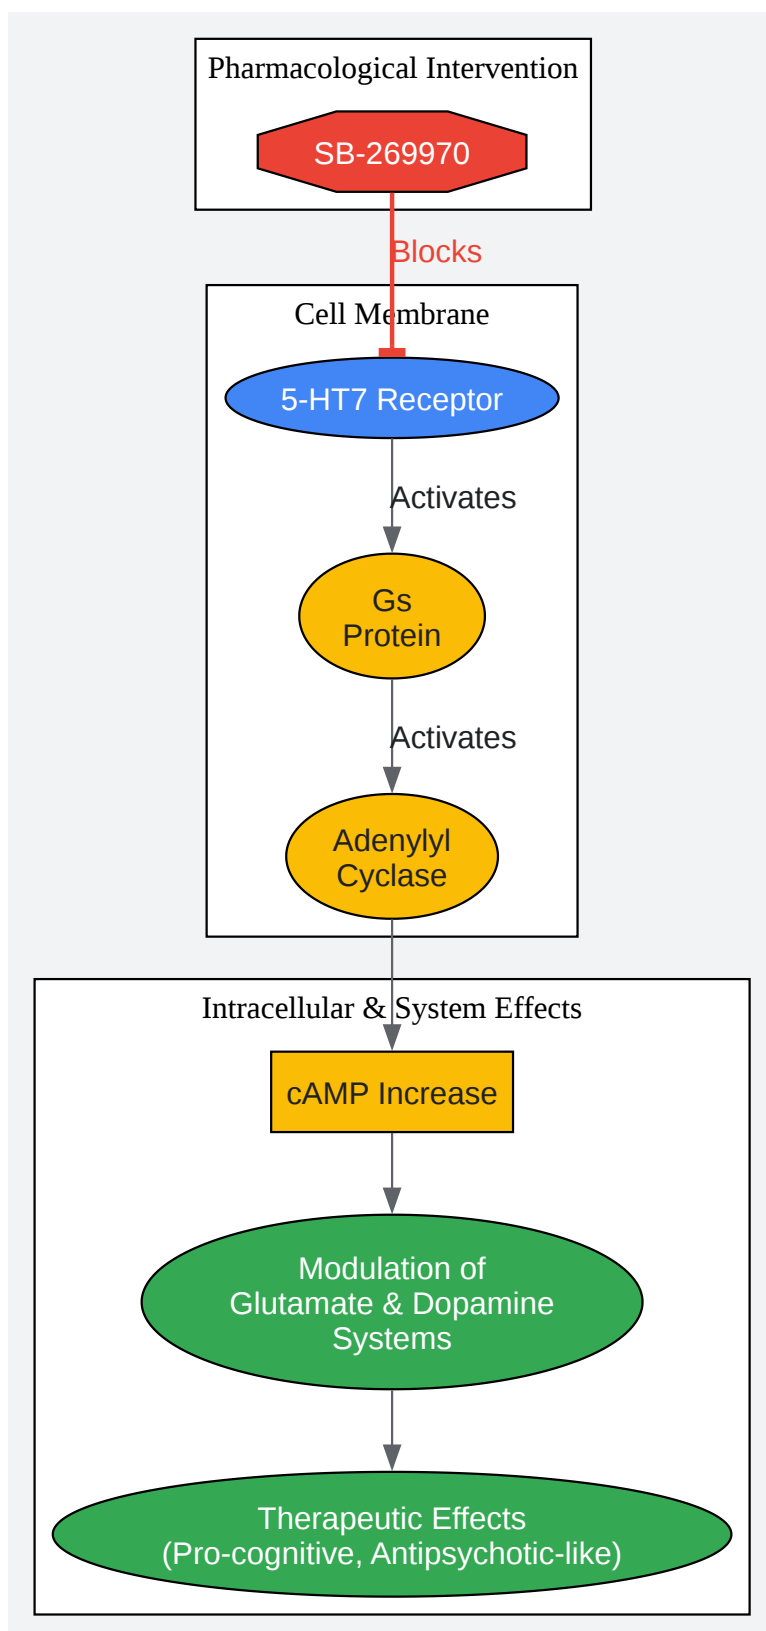 Pharmacological Intervention
SB-269970
Blocks
Cell Membrane
5-HT7 Receptor
Activates
Gs
Protein
Activates
Adenylyl
Cyclase
Intracellular & System Effects
cAMP Increase
Modulation of
Glutamate & Dopamine
Systems
Therapeutic Effects
(Pro-cognitive, Antipsychotic-like)